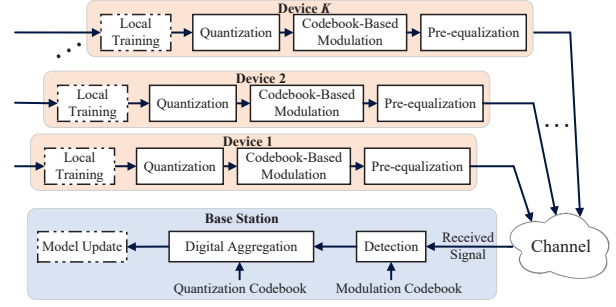 Device K
Local
Training
Quantization
Codebook-Based
Modulation
Pre-equalization
Device 2
Local
Training
Quantization
Codebook-Based
Modulation
Pre-equalization
Device 1
Local
Training
Quantization
Codebook-Based
Modulation
Pre-equalization
Base Station
Model Update
Digital Aggregation
Detection
Received
Signal
Channel
Quantization Codebook
Modulation Codebook